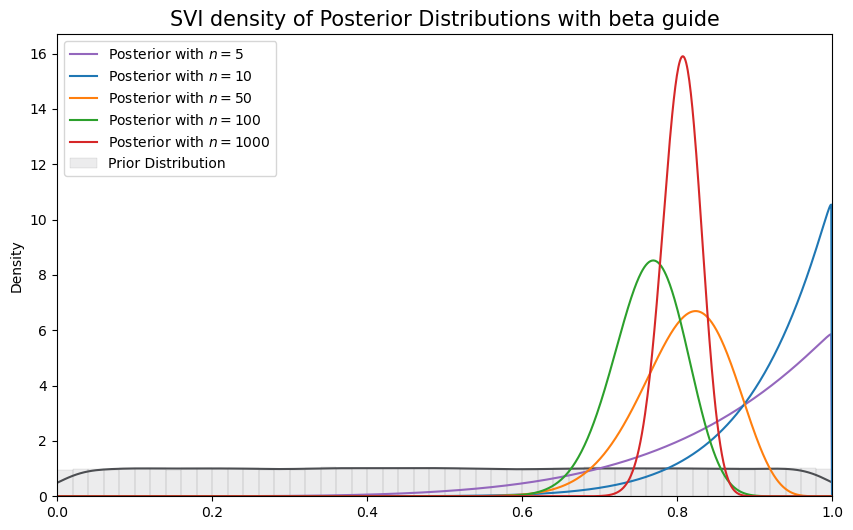 SVI density of Posterior Distributions with beta guide
Posterior with n = 5
Posterior with n = 10
Posterior with n = 50
Posterior with n = 100
Posterior with n = 1000
Prior Distribution
Density
16
14
12
10
8
6
4
2
0
0.0 0.2 0.4 0.6 0.8 1.0